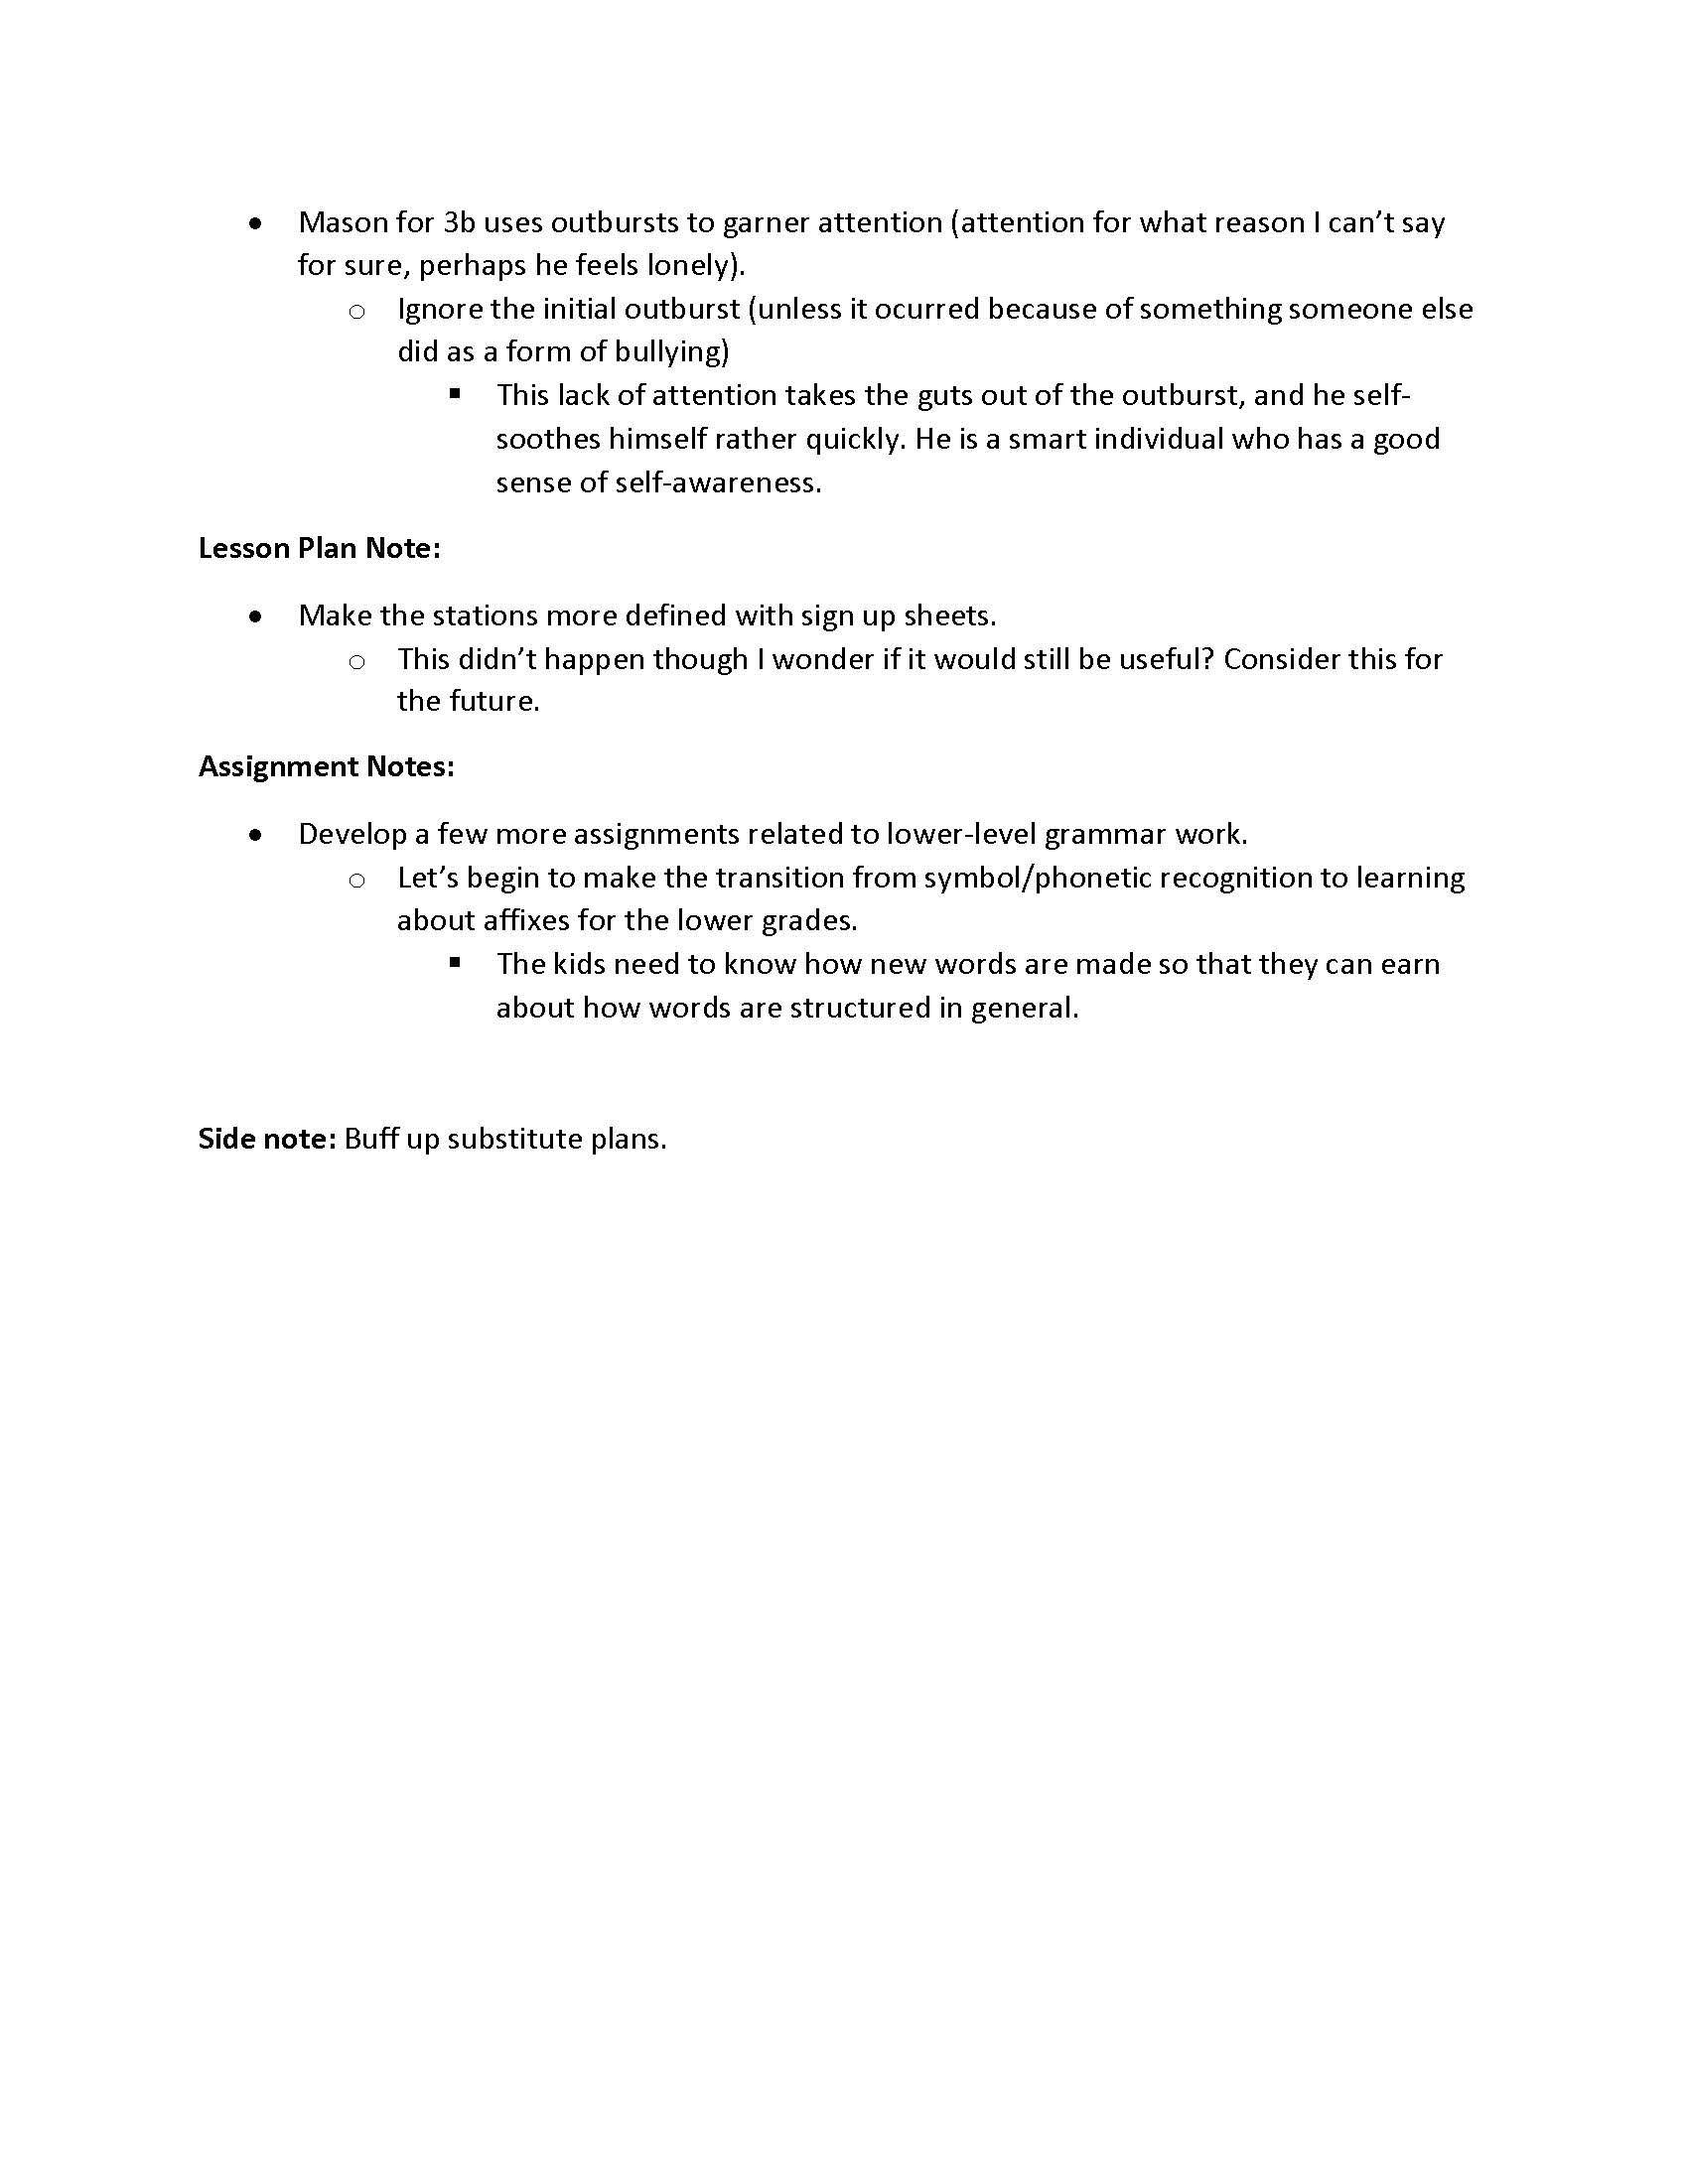 • Mason for 3b uses outbursts to garner attention (attention for what reason I can’t say
for sure, perhaps he feels lonely).
o Ignore the initial outburst (unless it ocurred because of something someone else
did as a form of bullying)
▪ This lack of attention takes the guts out of the outburst, and he self-
soothes himself rather quickly. He is a smart individual who has a good
sense of self-awareness.
Lesson Plan Note:
• Make the stations more defined with sign up sheets.
o This didn’t happen though I wonder if it would still be useful? Consider this for
the future.
Assignment Notes:
• Develop a few more assignments related to lower-level grammar work.
o Let’s begin to make the transition from symbol/phonetic recognition to learning
about affixes for the lower grades.
▪ The kids need to know how new words are made so that they can earn
about how words are structured in general.
Side note: Buff up substitute plans.